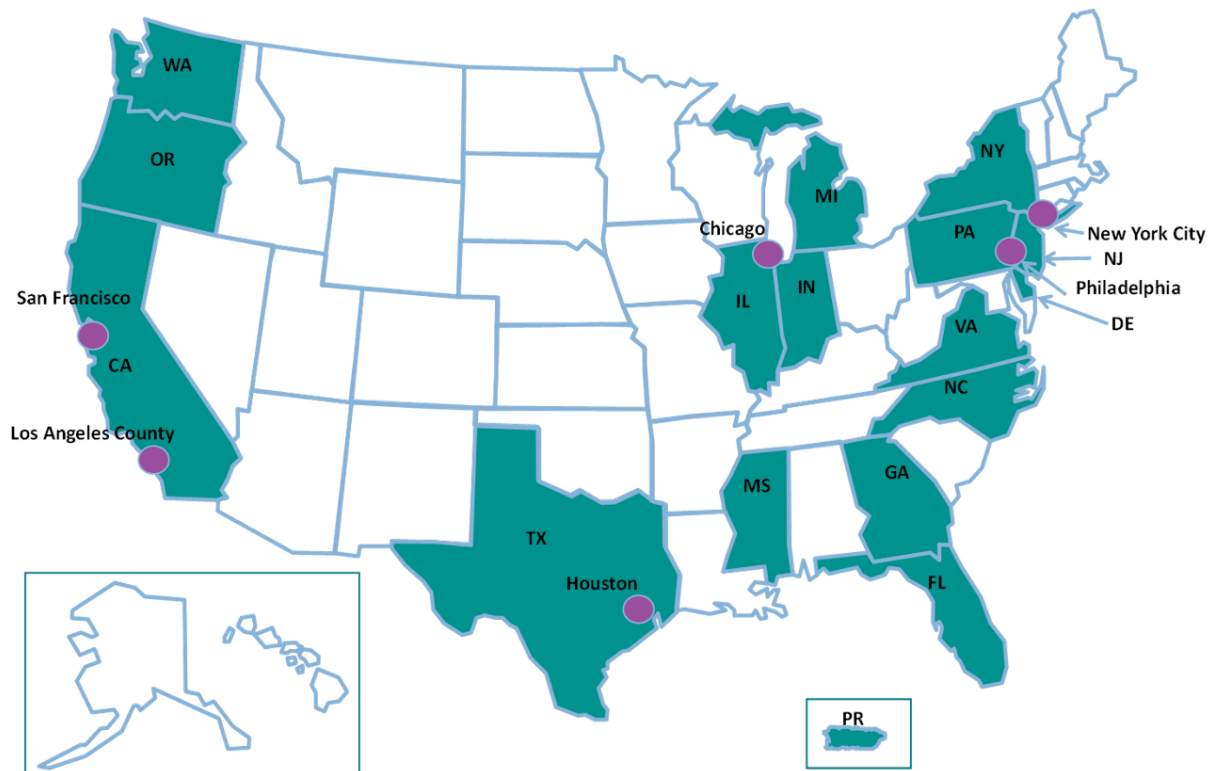 WA
OR
NY
MI
Chicago
PA
New York City
NJ
IL
IN
Philadelphia
San Francisco
DE
VA
CA
NC
Los Angeles County
GA
MS
TX
Houston
FL
PR